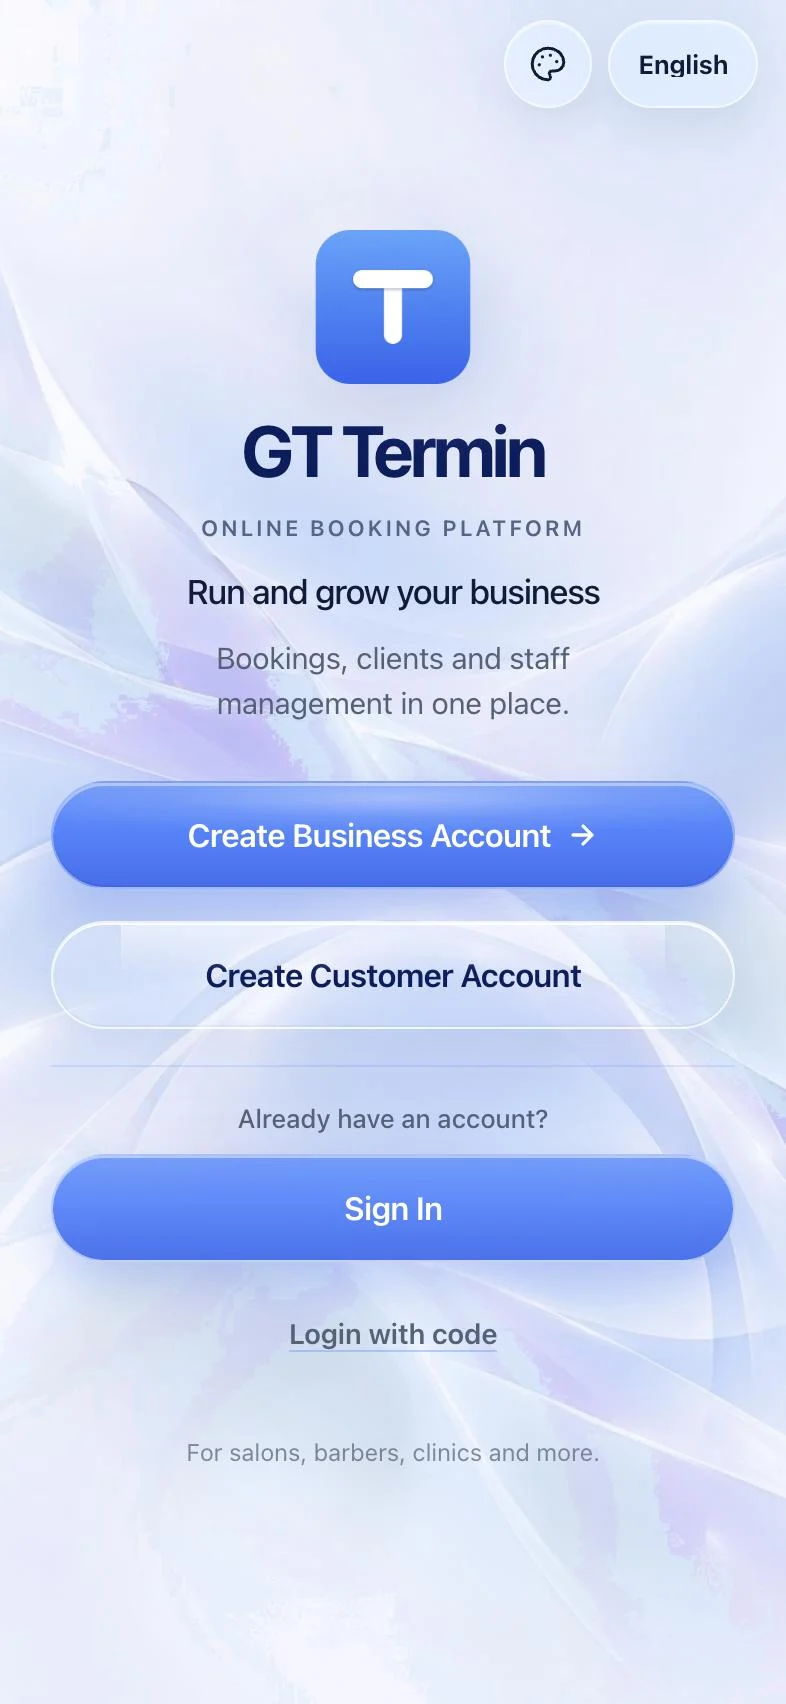 English
T
GT Termin
ONLINE BOOKING PLATFORM
Run and grow your business
Bookings, clients and staff
management in one place.
Create Business Account →
Create Customer Account
Already have an account?
Sign In
Login with code
For salons, barbers, clinics and more.